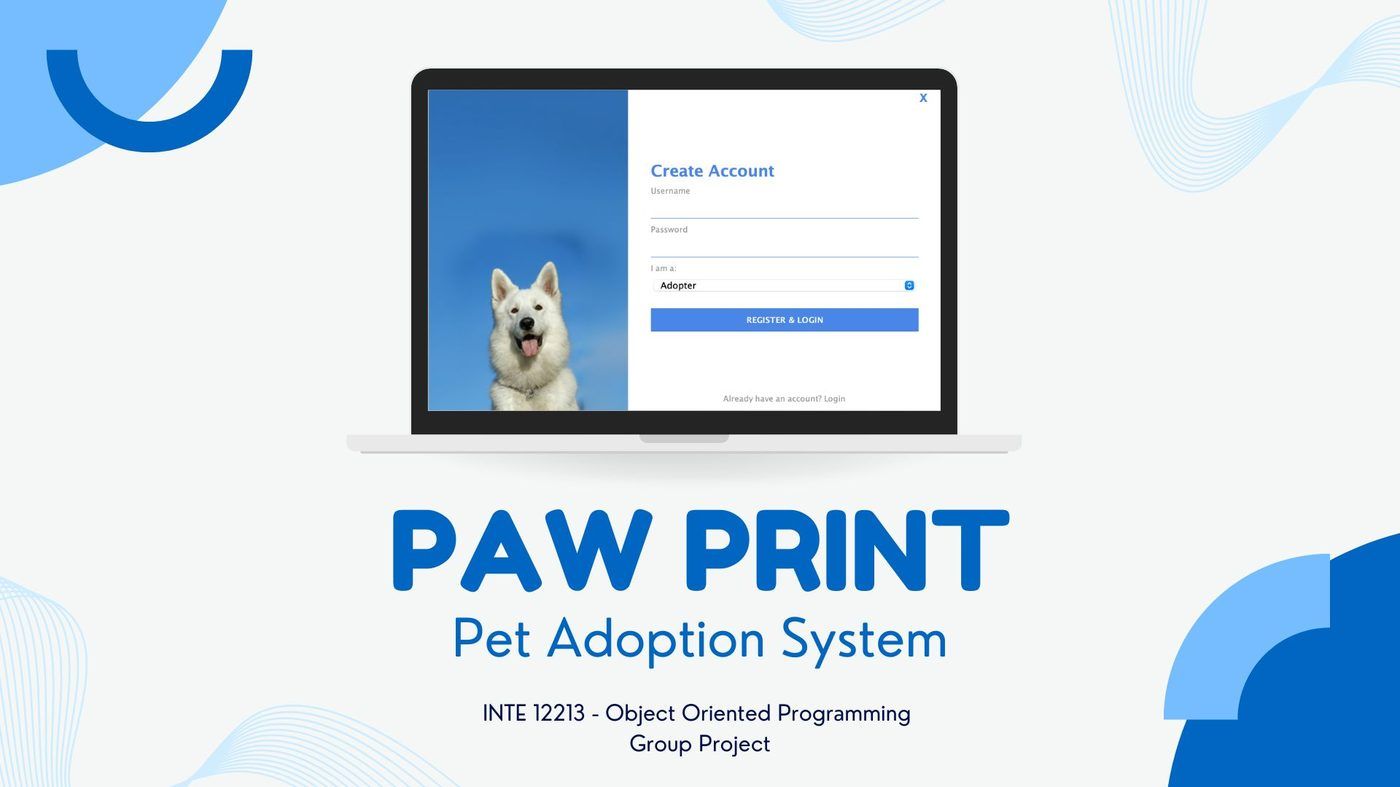 X
Create Account
Username
Password
I am a:
Adopter
REGISTER & LOGIN
Already have an account? Login
PAW PRINT
Pet Adoption System
INTE 12213 - Object Oriented Programming
Group Project